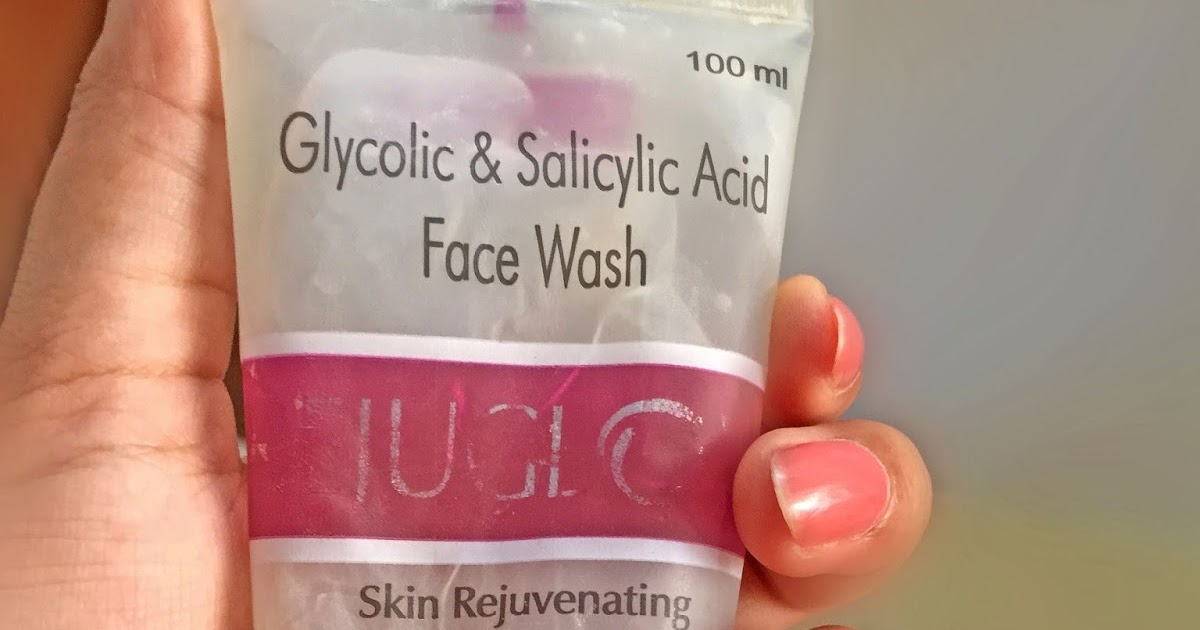 100 ml
Glycolic & Salicylic Acid
Face Wash
Skin Rejuvenating